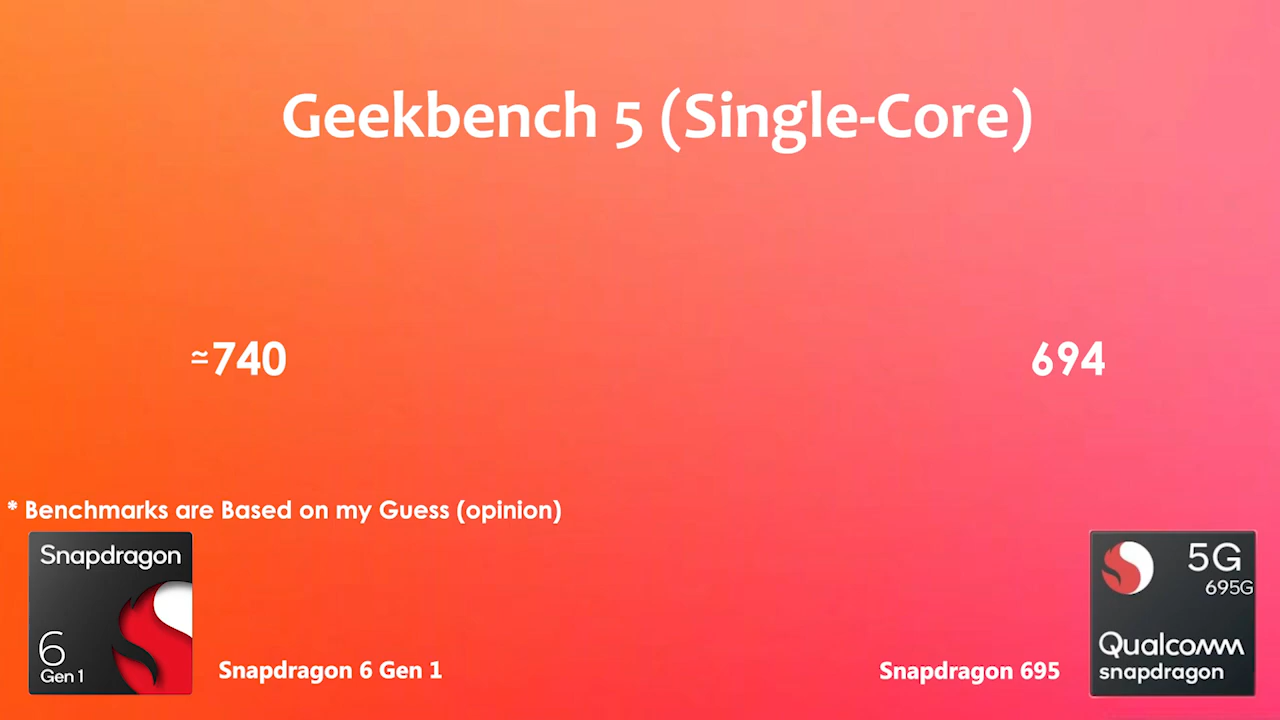 Geekbench 5 (Single-Core)
≃740
694
* Benchmarks are Based on my Guess (opinion)
Snapdragon
6
Gen 1
Snapdragon 6 Gen 1
Snapdragon 695
5G
695G
Qualcomm
snapdragon